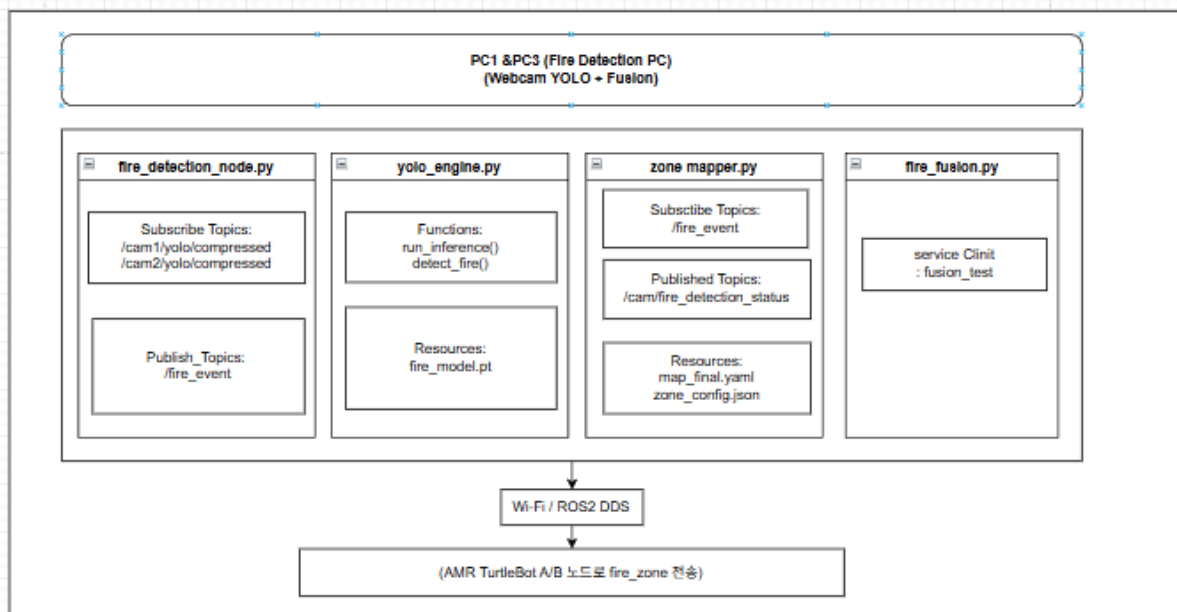 PC1 &PC3 (Fire Detection PC)
(Webcam YOLO + Fusion)
fire_detection_node.py
Subscribe Topics:
/cam1/yolo/compressed
/cam2/yolo/compressed
Publish_Topics:
/fire_event
yolo_engine.py
Functions:
run_inference()
detect_fire()
Resources:
fire_model.pt
zone mapper.py
Subsctibe Topics:
/fire_event
Published Topics:
/cam/fire_detection_status
Resources:
map_final.yaml
zone_config.json
fire_fusion.py
service Clinit
: fusion_test
Wi-Fi / ROS2 DDS
(AMR TurtleBot A/B 노드로 fire_zone 전송)